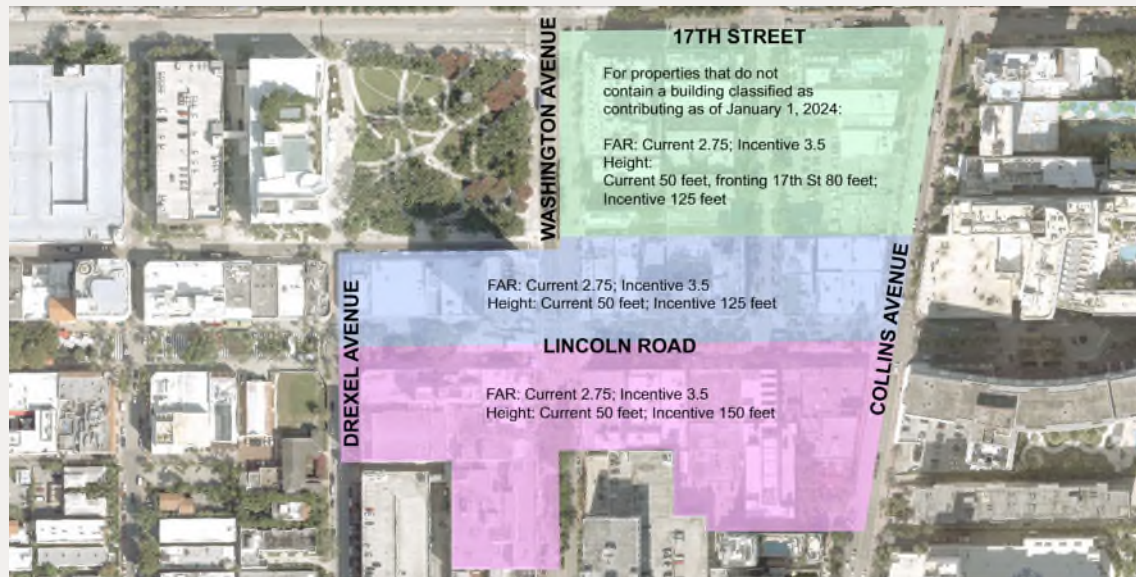 17TH STREET
WASHINGTON AVENUE
For properties that do not
contain a building classified as
contributing as of January 1, 2024:
FAR: Current 2.75; Incentive 3.5
Height:
Current 50 feet, fronting 17th St 80 feet;
Incentive 125 feet
FAR: Current 2.75; Incentive 3.5
Height: Current 50 feet; Incentive 125 feet
DREXEL AVENUE
LINCOLN ROAD
COLLINS AVENUE
FAR: Current 2.75; Incentive 3.5
Height: Current 50 feet; Incentive 150 feet